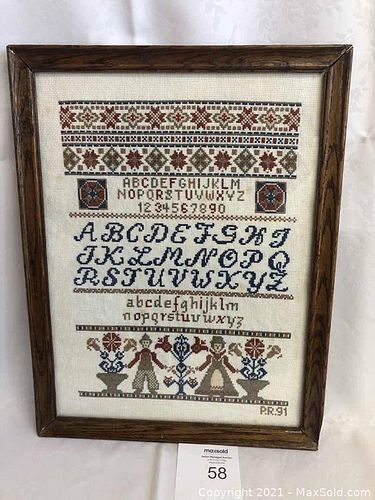 ABCDEFGHIJKLM
NOPQRSTUVWXYZ
1234567890
ABCDEFGHI
JKLMNOPQ
RSTUVWXYZ
abcdefghijklm
nopqrstuvwxyz
P.R.91
maxsold
58
Copyright 2021 - MaxSold.com